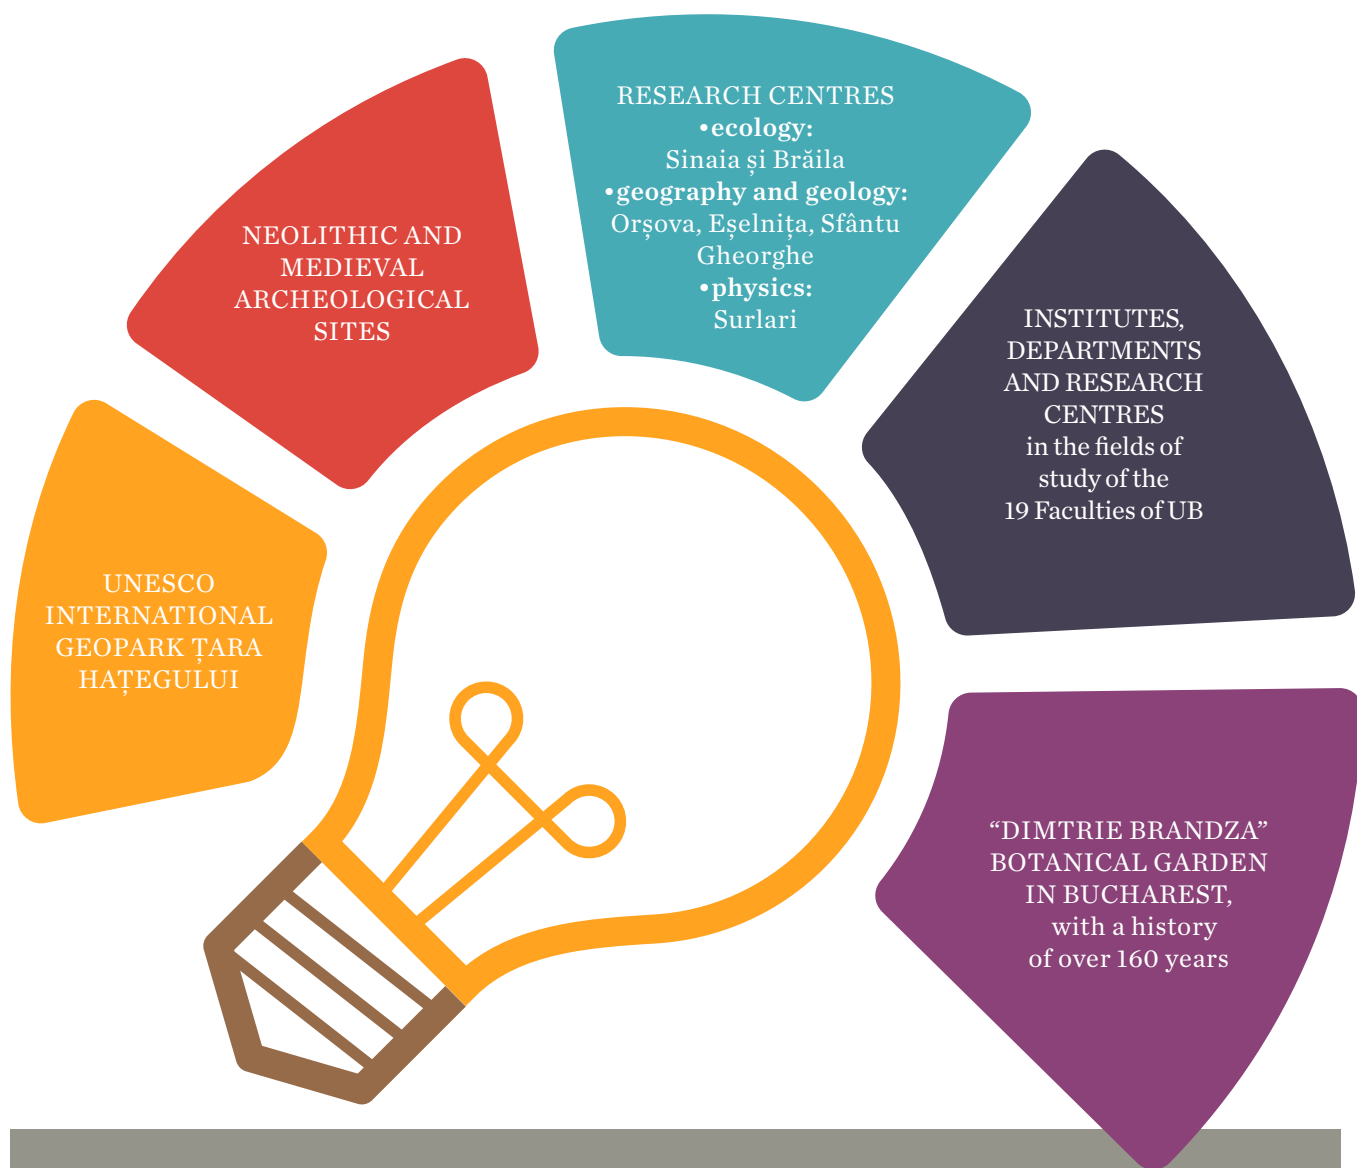 UNESCO
INTERNATIONAL
GEOPARK ȚARA
HAȚEGULUI
NEOLITHIC AND
MEDIEVAL
ARCHEOLOGICAL
SITES
RESEARCH CENTRES
•ecology:
Sinaia și Brăila
•geography and geology:
Orșova, Eșelnița, Sfântu
Gheorghe
•physics:
Surlari
INSTITUTES,
DEPARTMENTS
AND RESEARCH
CENTRES
in the fields of
study of the
19 Faculties of UB
“DIMTRIE BRANDZA”
BOTANICAL GARDEN
IN BUCHAREST,
with a history
of over 160 years